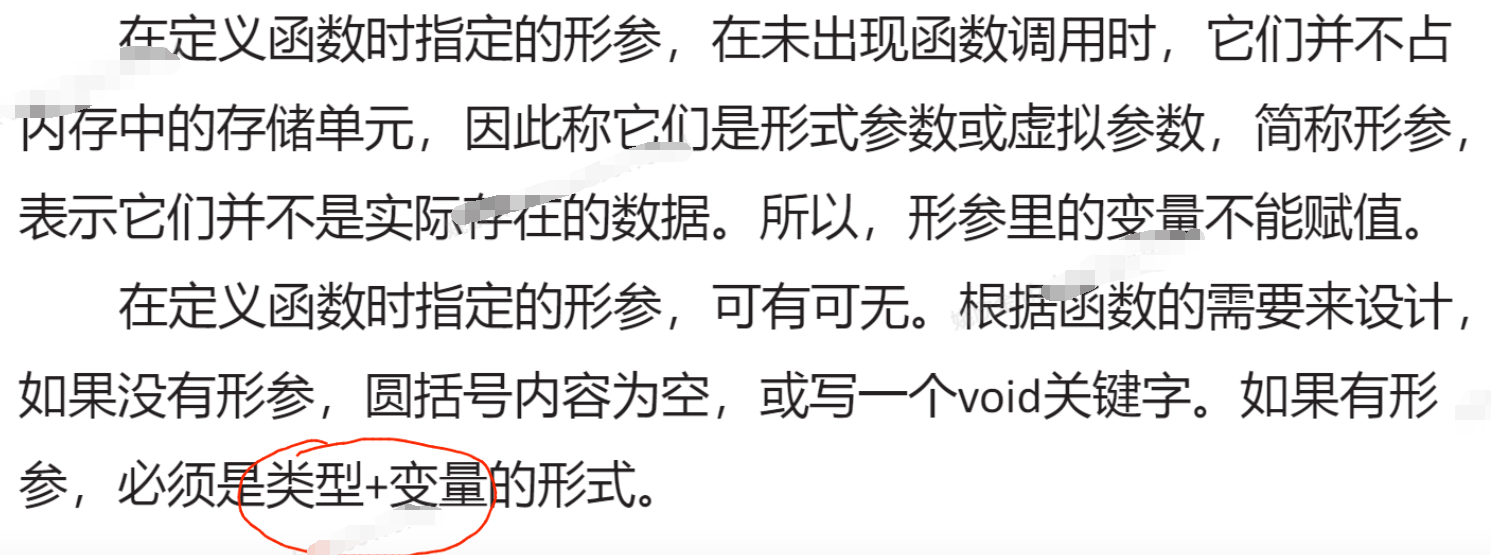 在定义函数时指定的形参，在未出现函数调用时，它们并不占
内存中的存储单元，因此称它们是形式参数或虚拟参数，简称形参，
表示它们并不是实际存在的数据。所以，形参里的变量不能赋值。
在定义函数时指定的形参，可有可无。根据函数的需要来设计，
如果没有形参，圆括号内容为空，或写一个void关键字。如果有形
参，必须是类型+变量的形式。